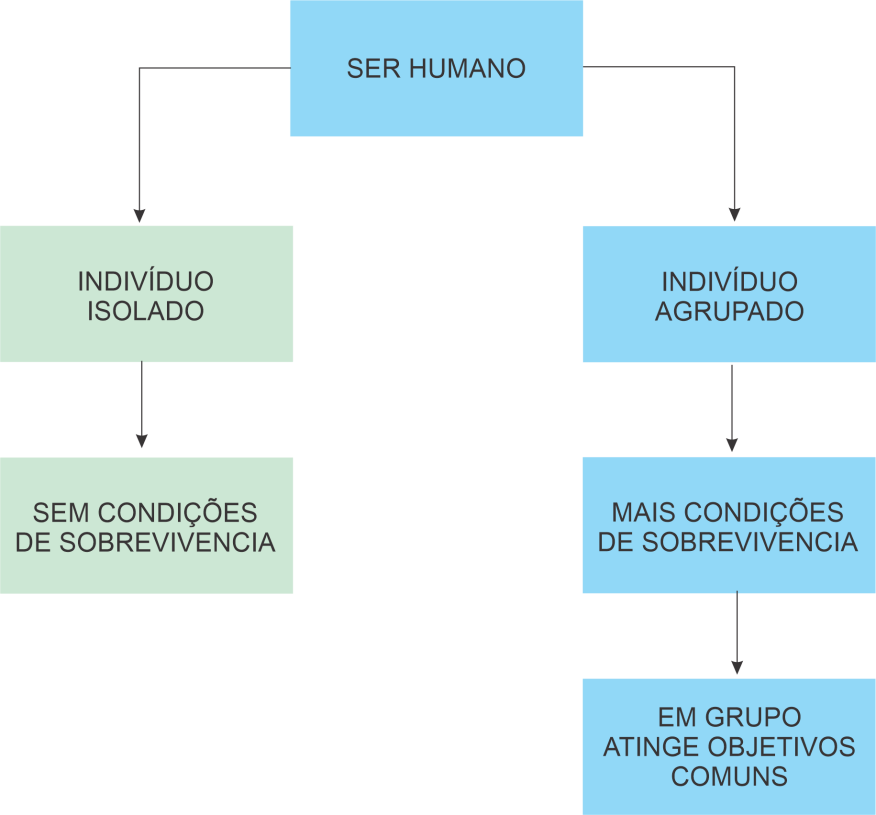 SER HUMANO
INDIVÍDUO
ISOLADO
INDIVÍDUO
AGRUPADO
SEM CONDIÇÕES
DE SOBREVIVENCIA
MAIS CONDIÇÕES
DE SOBREVIVENCIA
EM GRUPO
ATINGE OBJETIVOS
COMUNS